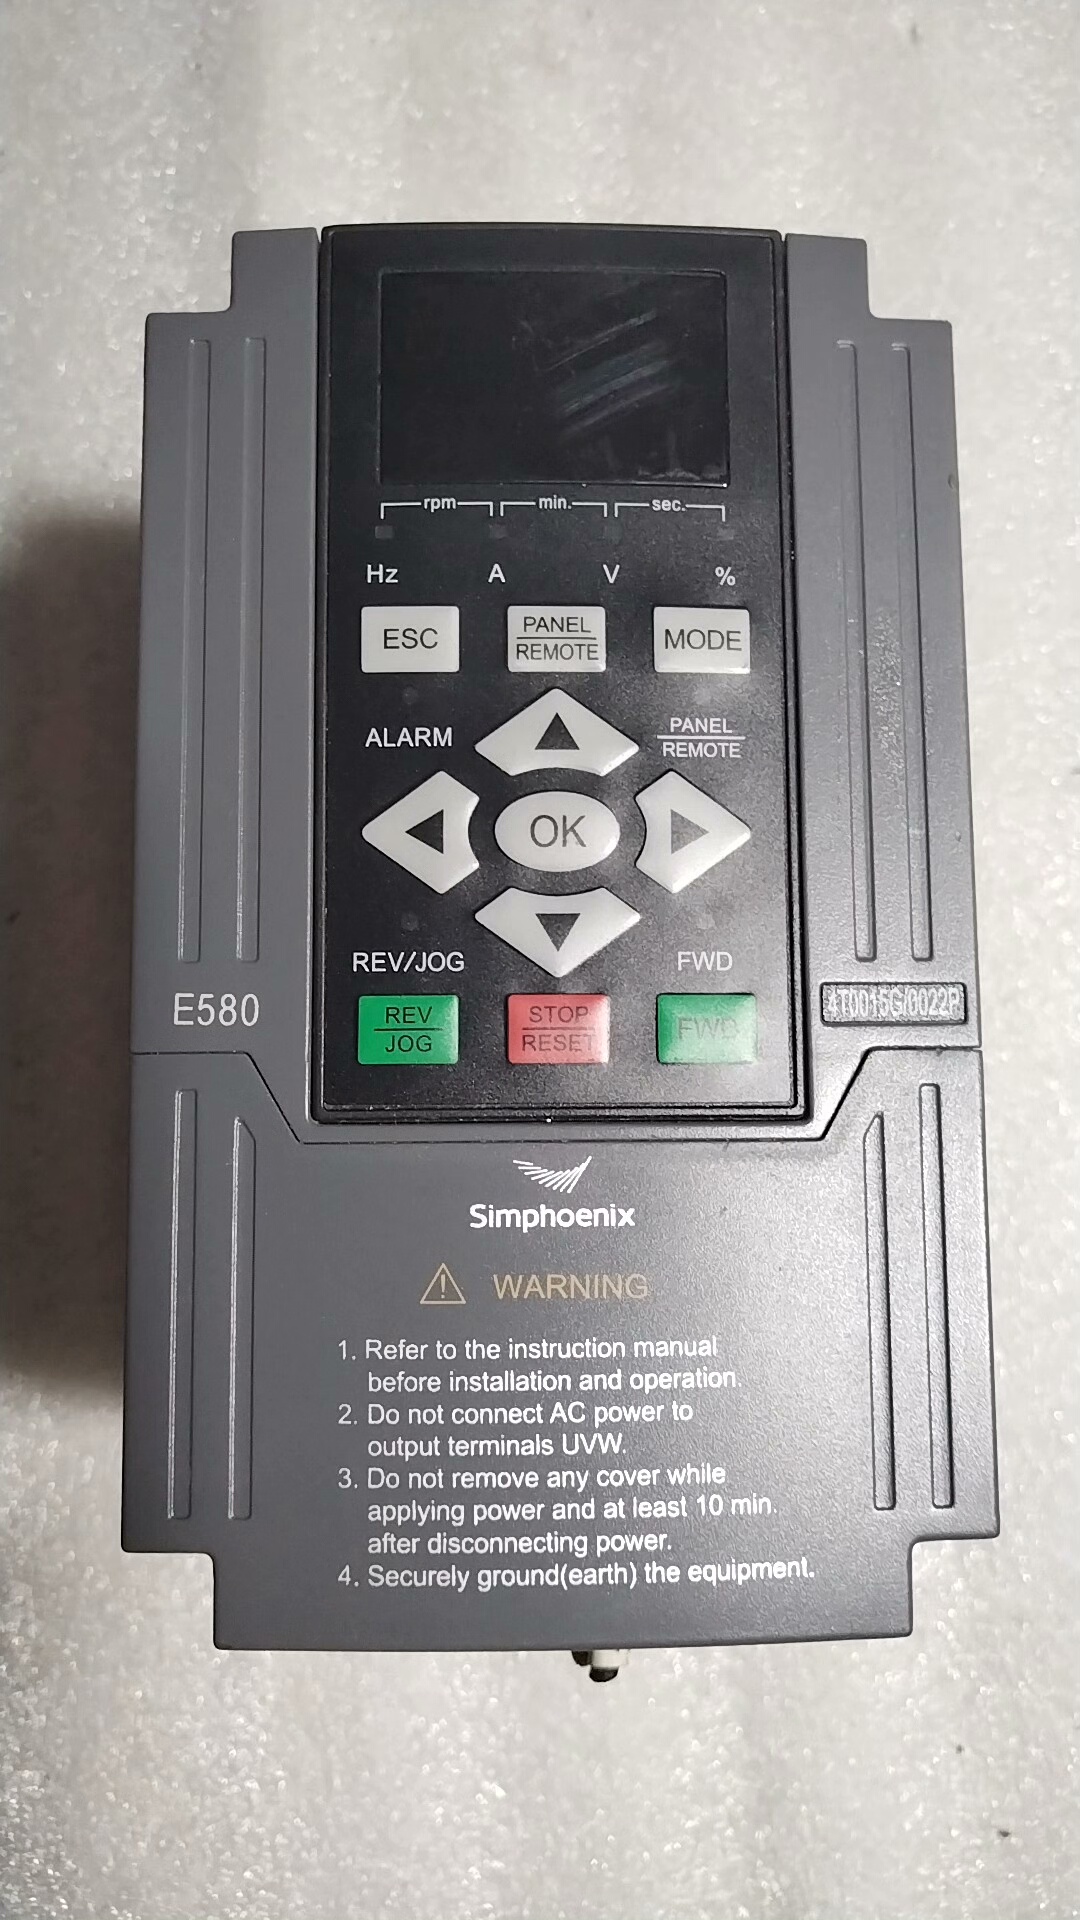 rpm min. sec.
Hz A V %
ESC PANEL MODE
REMOTE
ALARM PANEL
REMOTE
OK
REV/JOG FWD
E580 4T0015G/0022P
REV STOP FWD
JOG RESET
Simphoenix
WARNING
1. Refer to the instruction manual
before installation and operation.
2. Do not connect AC power to
output terminals UVW.
3. Do not remove any cover while
applying power and at least 10 min.
after disconnecting power.
4. Securely ground(earth) the equipment.